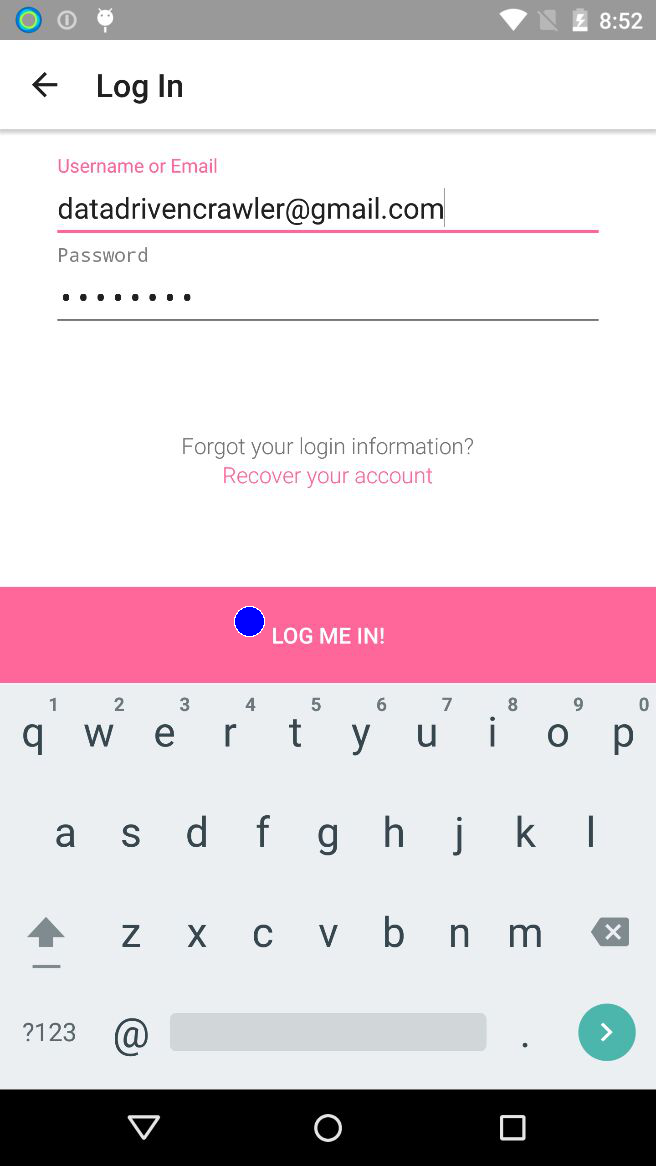 8:52
Log In
Username or Email
datadrivencrawler@gmail.com
Password
••••••••
Forgot your login information?
Recover your account
LOG ME IN!
1 2 3 4 5 6 7 8 9 0
q w e r t y u i o p
a s d f g h j k l
z x c v b n m
?123 @ .